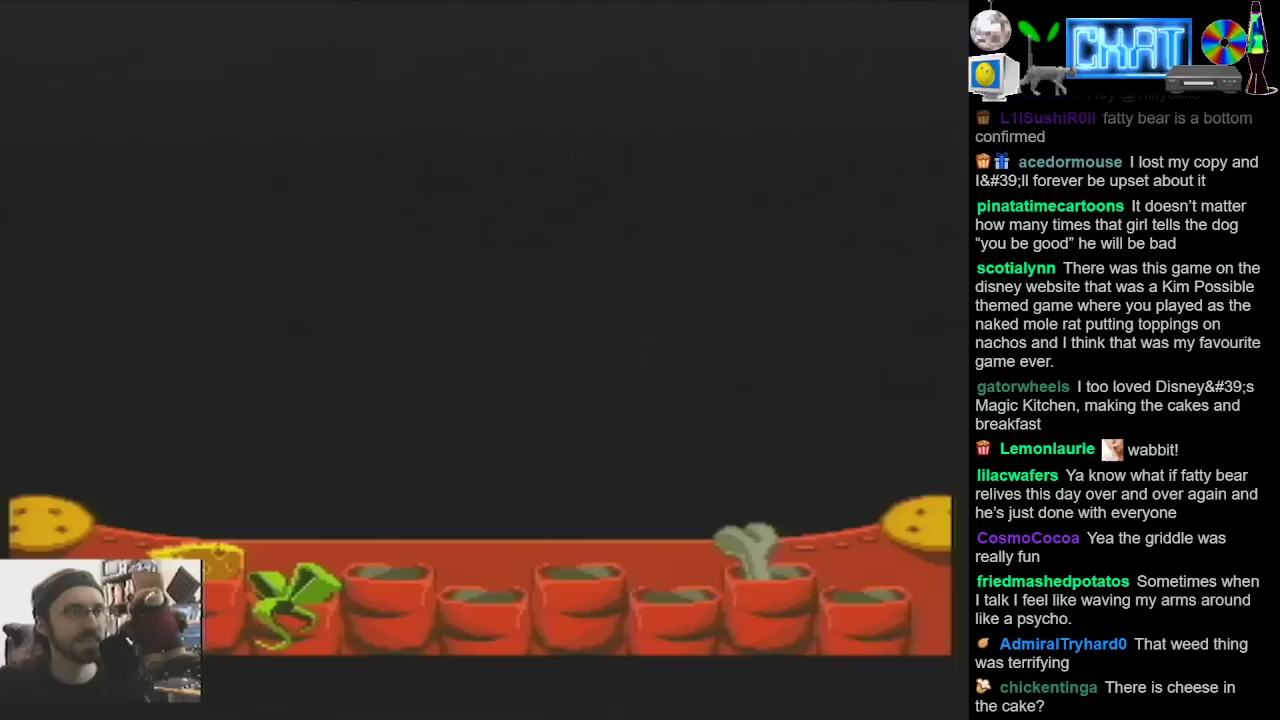 CHAT
L1lSushiR0ll fatty bear is a bottom
confirmed
acedormouse I lost my copy and
I&#39;ll forever be upset about it
pinatatimecartoons It doesn’t matter
how many times that girl tells the dog
“you be good” he will be bad
scotialynn There was this game on the
disney website that was a Kim Possible
themed game where you played as the
naked mole rat putting toppings on
nachos and I think that was my favourite
game ever.
gatorwheels I too loved Disney&#39;s
Magic Kitchen, making the cakes and
breakfast
Lemonlaurie wabbit!
lilacwafers Ya know what if fatty bear
relives this day over and over again and
he’s just done with everyone
CosmoCocoa Yea the griddle was
really fun
friedmashedpotatos Sometimes when
I talk I feel like waving my arms around
like a psycho.
AdmiralTryhard0 That weed thing
was terrifying
chickentinga There is cheese in
the cake?